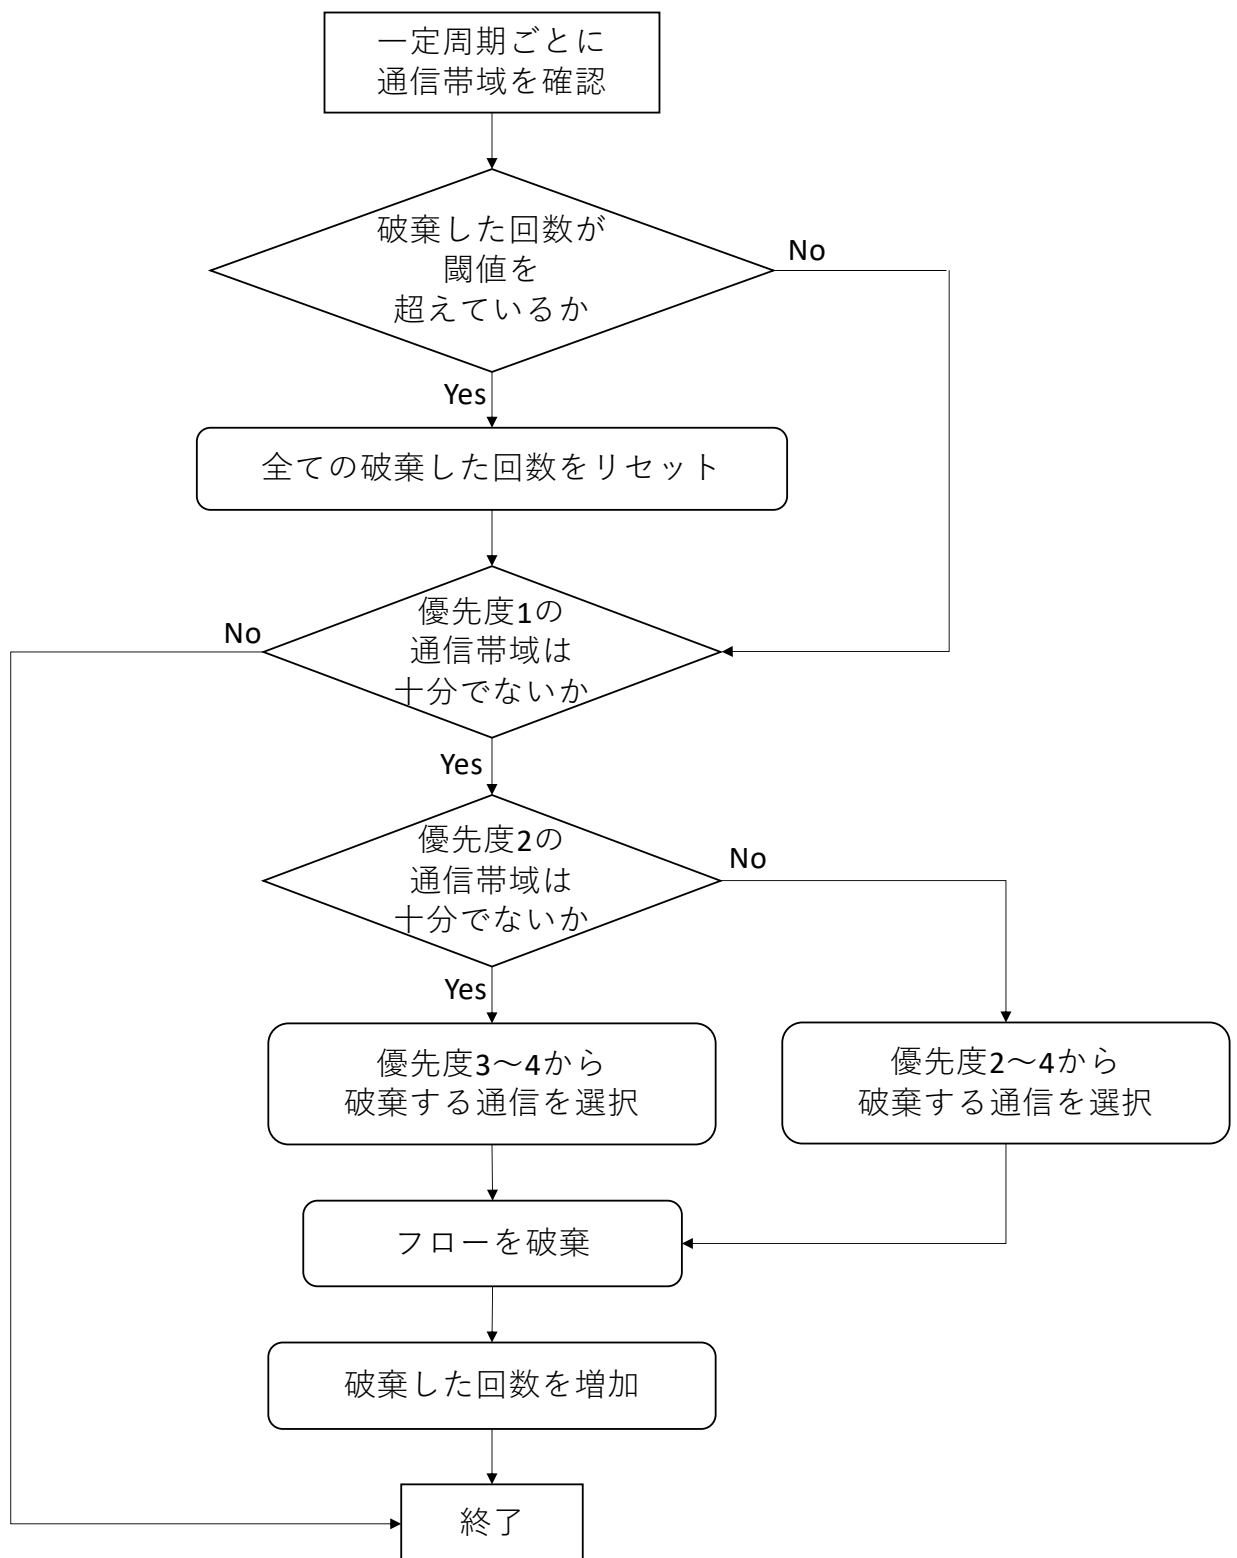 一定周期ごとに
通信帯域を確認
破棄した回数が
閾値を
超えているか
No
Yes
全ての破棄した回数をリセット
優先度1の
通信帯域は
十分でないか
No
Yes
優先度2の
通信帯域は
十分でないか
No
Yes
優先度3～4から
破棄する通信を選択
優先度2～4から
破棄する通信を選択
フローを破棄
破棄した回数を増加
終了